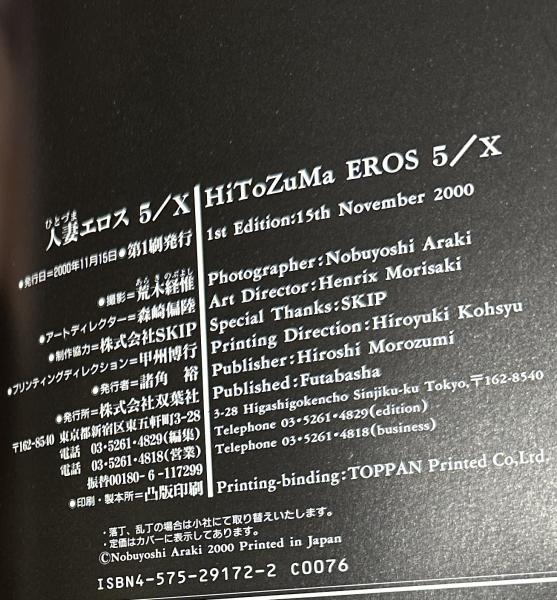 ひとづま
人妻エロス 5/X
●発行日=2000年11月15日●第1刷発行
あらきのぶよし
●撮影=荒木経惟
●アートディレクター=森崎偏陸
●制作協力=株式会社SKIP
●プリンティングディレクション=甲州博行
●発行者=諸角 裕
●発行所=株式会社双葉社
〒162-8540 東京都新宿区東五軒町3-28
電話 03・5261・4829(編集)
電話 03・5261・4818(営業)
振替00180-6-117299
●印刷・製本所=凸版印刷
HiToZuMa EROS 5/X
1st Edition:15th November 2000
Photographer:Nobuyoshi Araki
Art Director:Henrix Morisaki
Special Thanks:SKIP
Printing Direction:Hiroyuki Kohsyu
Publisher:Hiroshi Morozumi
Published:Futabasha
3-28 Higashigokencho Sinjiku-ku Tokyo,〒162-8540
Telephone 03・5261・4829(edition)
Telephone 03・5261・4818(business)
Printing-binding:TOPPAN Printed Co,Ltd.
・落丁、乱丁の場合は小社にて取り替えいたします。
・定価はカバーに表示してあります。
©Nobuyoshi Araki 2000 Printed in Japan
ISBN4-575-29172-2 C0076